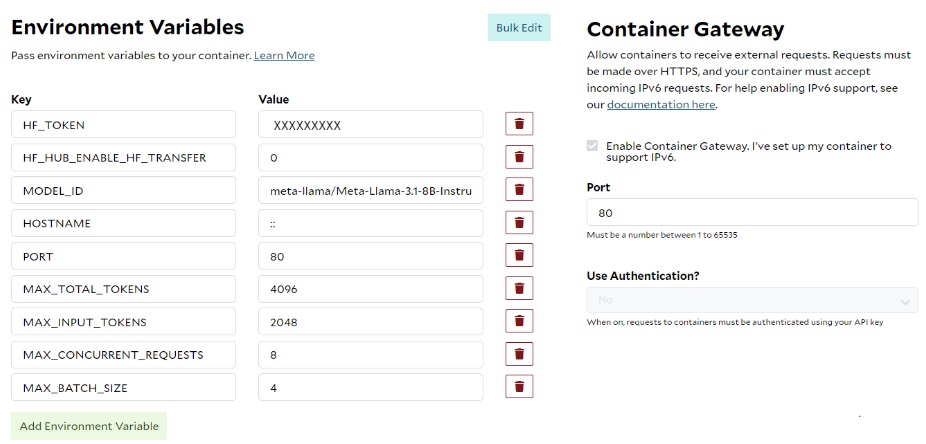 Environment Variables
Bulk Edit
Pass environment variables to your container. Learn More
Key Value
HF_TOKEN XXXXXXXXX
HF_HUB_ENABLE_HF_TRANSFER 0
MODEL_ID meta-llama/Meta-Llama-3.1-8B-Instru
HOSTNAME ::
PORT 80
MAX_TOTAL_TOKENS 4096
MAX_INPUT_TOKENS 2048
MAX_CONCURRENT_REQUESTS 8
MAX_BATCH_SIZE 4
Add Environment Variable
Container Gateway
Allow containers to receive external requests. Requests must
be made over HTTPS, and your container must accept
incoming IPv6 requests. For help enabling IPv6 support, see
our documentation here.
Enable Container Gateway. I've set up my container to
support IPv6.
Port
80
Must be a number between 1 to 65535
Use Authentication?
No
When on, requests to containers must be authenticated using your API key